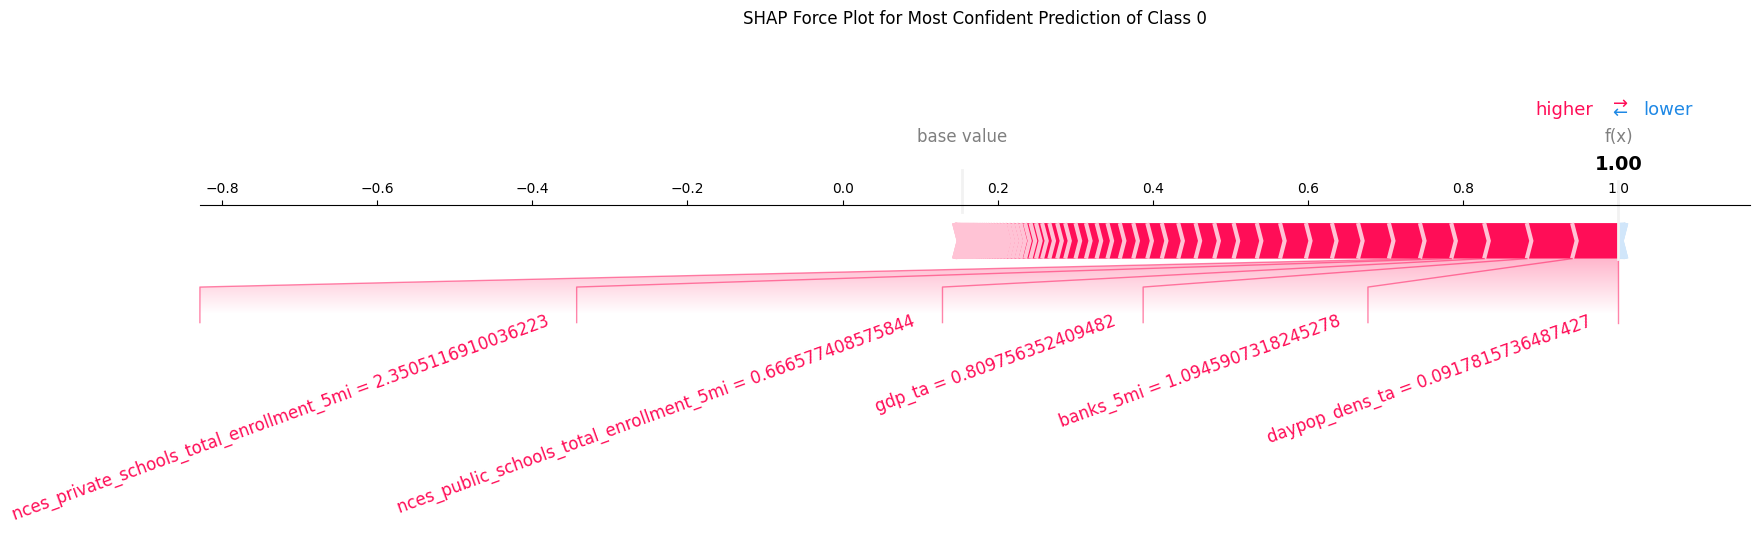 SHAP Force Plot for Most Confident Prediction of Class 0
higher ⇄ lower
base value
f(x)
1.00
−0.8 −0.6 −0.4 −0.2 0.0 0.2 0.4 0.6 0.8 1.0
nces_private_schools_total_enrollment_5mi = 2.3505116910036223
nces_public_schools_total_enrollment_5mi = 0.666577408575844
gdp_ta = 0.809756352409482
banks_5mi = 1.0945907318245278
daypop_dens_ta = 0.0917815736487427